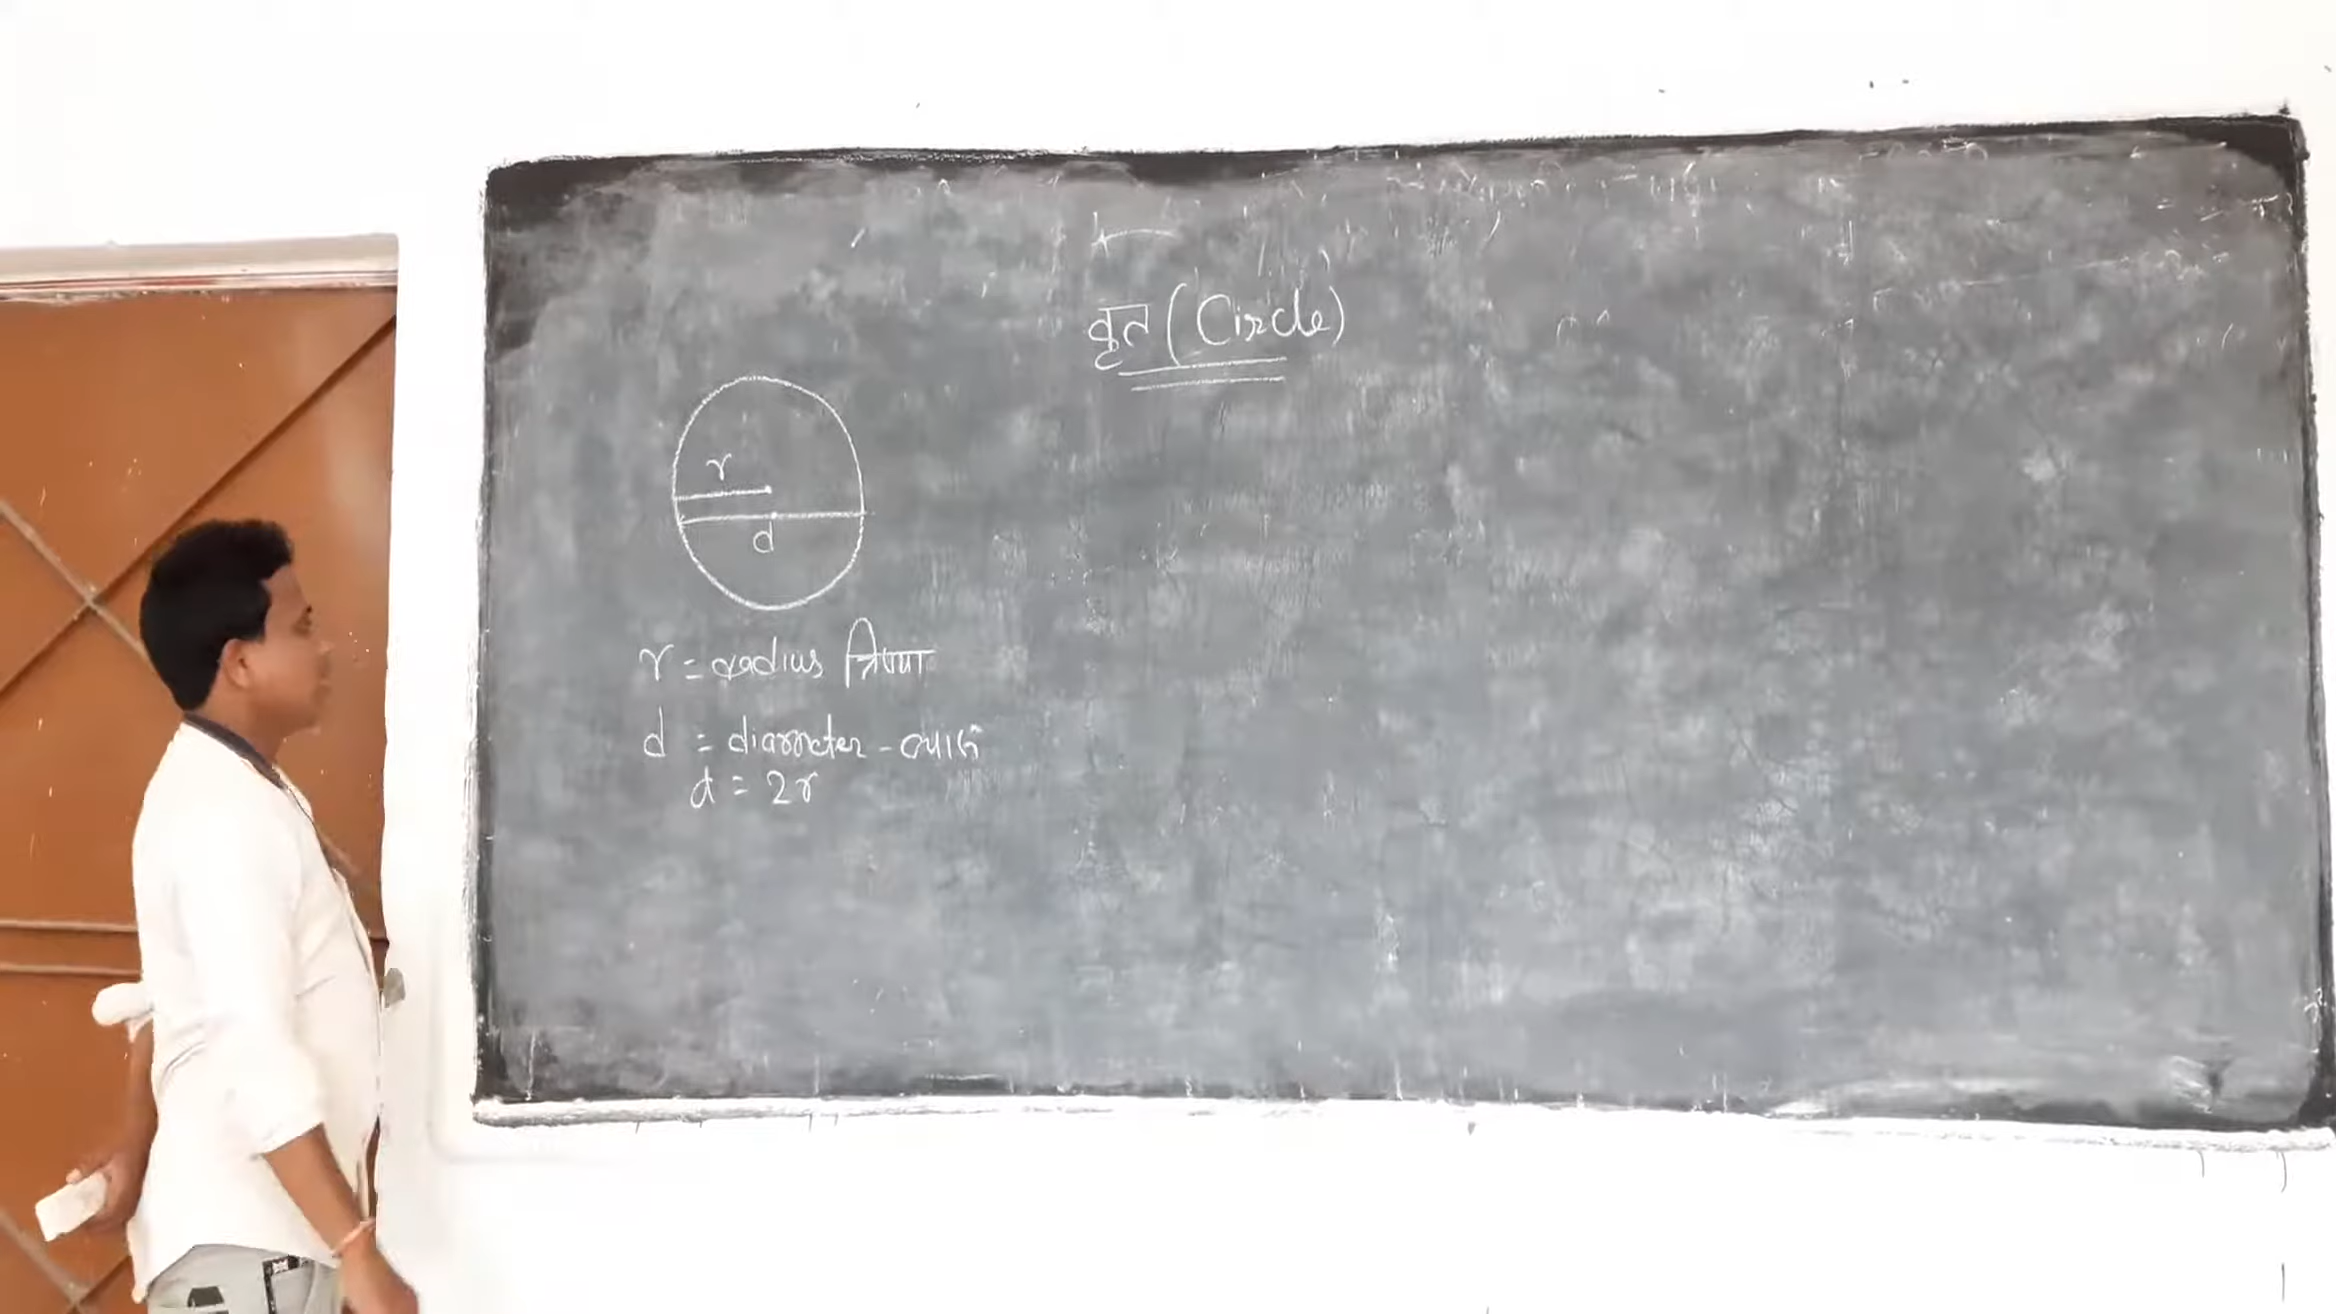 वृत (Circle)
r
d
r = radius त्रिज्या
d = diameter - व्यास
d = 2r